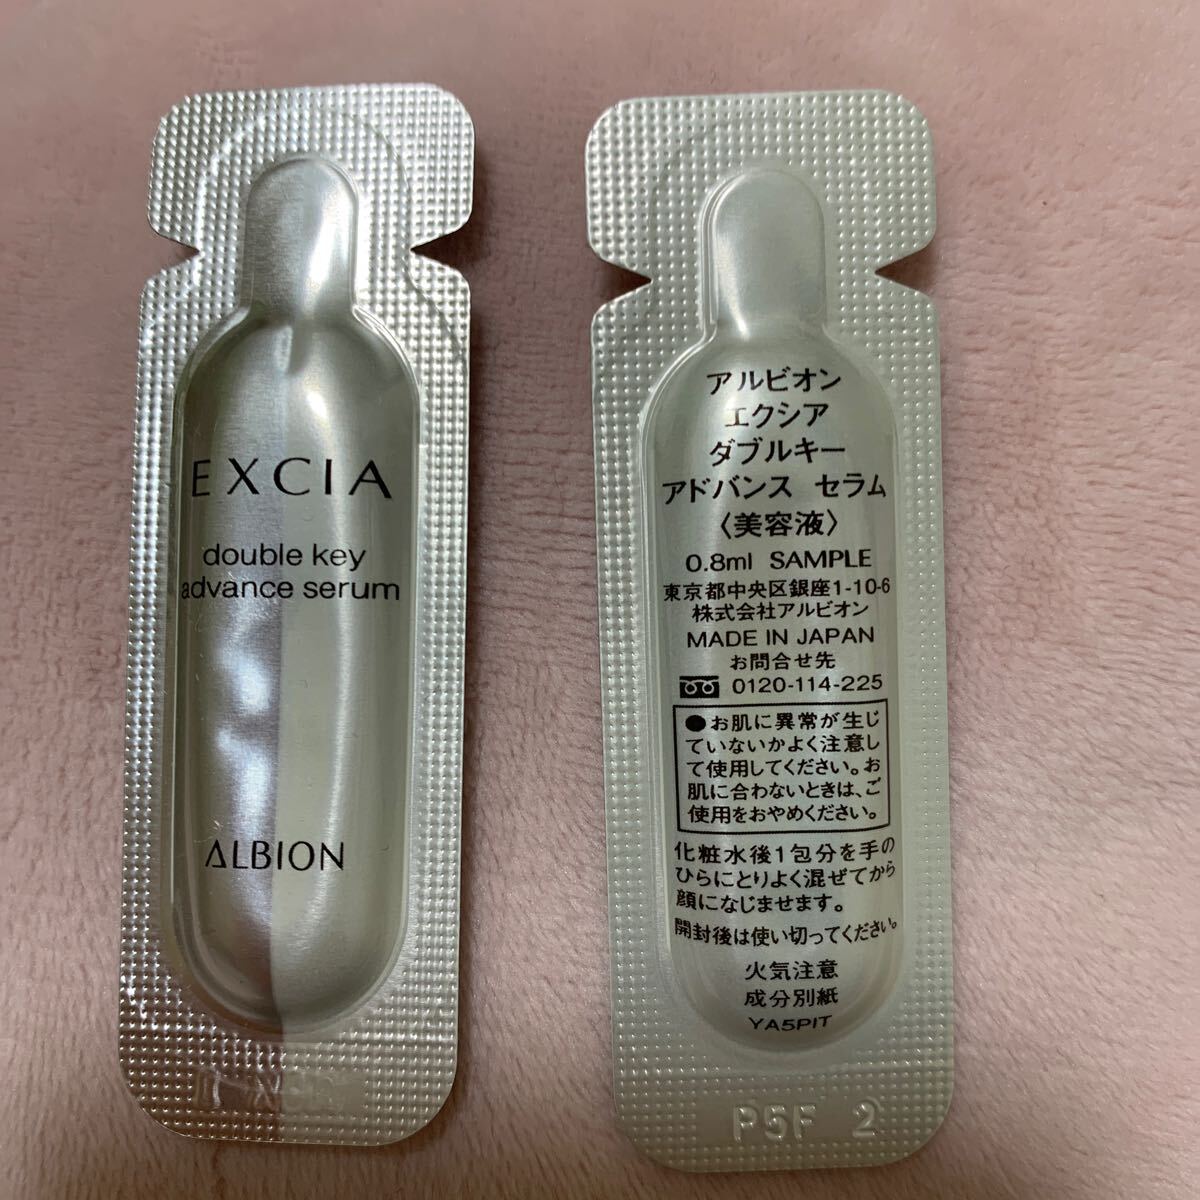 EXCIA
double key
advance serum
ALBION
アルビオン
エクシア
ダブルキー
アドバンス セラム
〈美容液〉
0.8ml SAMPLE
東京都中央区銀座1-10-6
株式会社アルビオン
MADE IN JAPAN
お問合せ先
0120-114-225
●お肌に異常が生じ
ていないかよく注意し
て使用してください。お
肌に合わないときは、ご
使用をおやめください。
化粧水後1包分を手の
ひらにとりよく混ぜてから
顔になじませます。
開封後は使い切ってください。
火気注意
成分別紙
YA5PIT
P5F 2